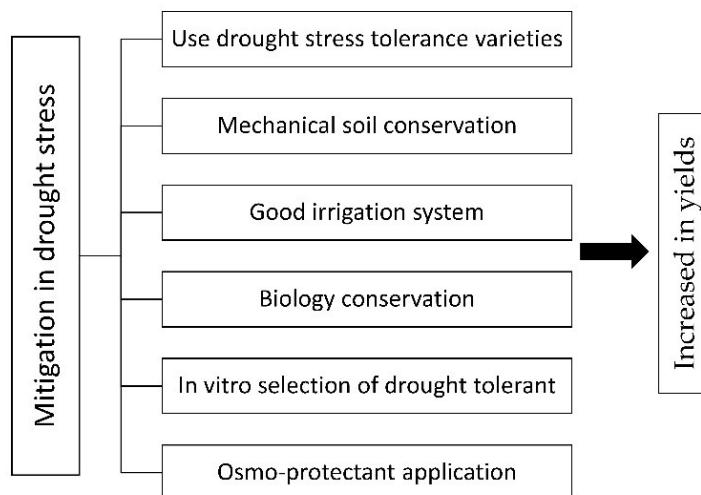 Mitigation in drought stress
Use drought stress tolerance varieties
Mechanical soil conservation
Good irrigation system
Biology conservation
In vitro selection of drought tolerant
Osmo-protectant application
Increased in yields